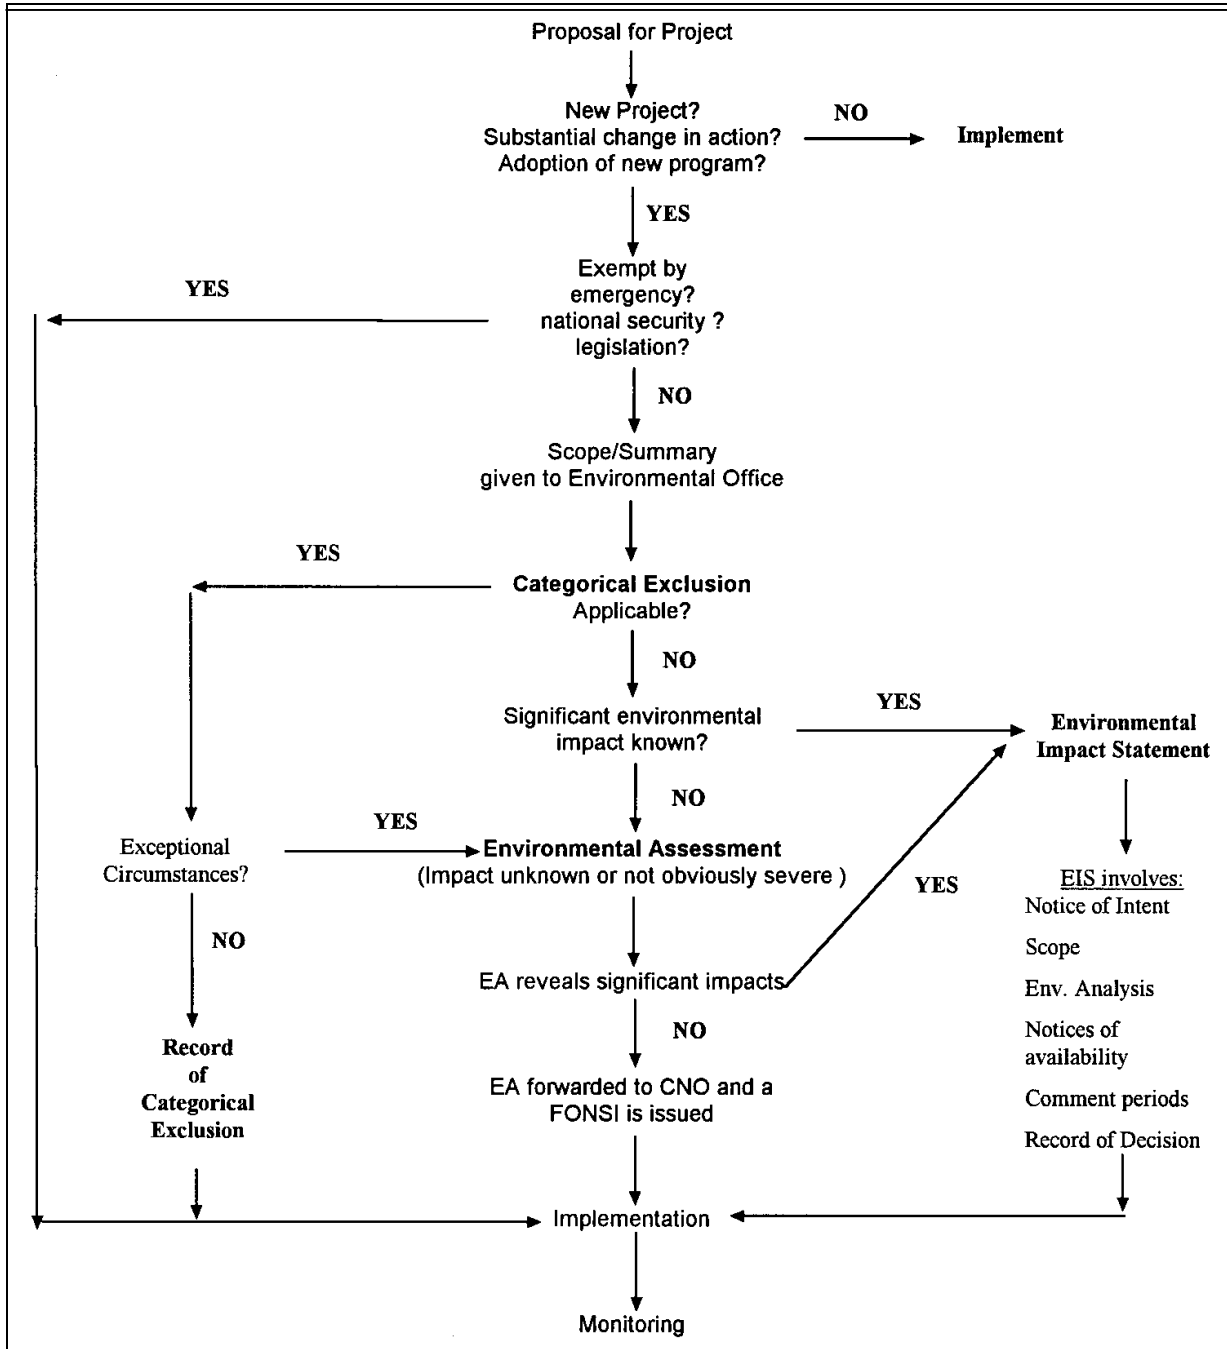 Proposal for Project
New Project?
NO
Substantial change in action?
Implement
Adoption of new program?
YES
Exempt by
emergency?
YES
national security ?
legislation?
NO
Scope/Summary
given to Environmental Office
YES
Categorical Exclusion
Applicable?
NO
Significant environmental
impact known?
YES
Environmental
Impact Statement
NO
Exceptional
Circumstances?
YES
Environmental Assessment
(Impact unknown or not obviously severe )
YES
EIS involves:
Notice of Intent
Scope
Env. Analysis
Notices of
availability
Comment periods
Record of Decision
NO
EA reveals significant impacts
NO
Record
of
Categorical
Exclusion
EA forwarded to CNO and a
FONSI is issued
Implementation
Monitoring